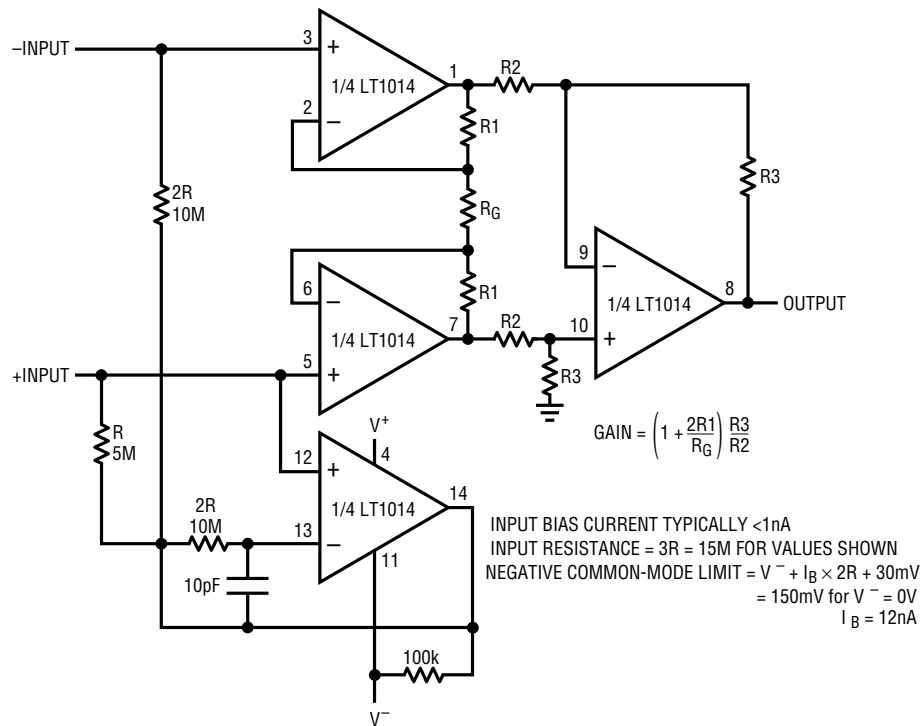 –INPUT
3
+
1/4 LT1014
1
2
–
R2
R1
2R
10M
RG
R3
6
–
1/4 LT1014
7
R1
9
–
1/4 LT1014
8
OUTPUT
R2
10
+
+INPUT
5
+
R3
R
5M
V+
4
12
+
1/4 LT1014
14
2R
10M
13
–
11
10pF
100k
V–
GAIN = (1 + 2R1/RG) R3/R2
INPUT BIAS CURRENT TYPICALLY <1nA
INPUT RESISTANCE = 3R = 15M FOR VALUES SHOWN
NEGATIVE COMMON-MODE LIMIT = V – + IB × 2R + 30mV
= 150mV for V – = 0V
I B = 12nA